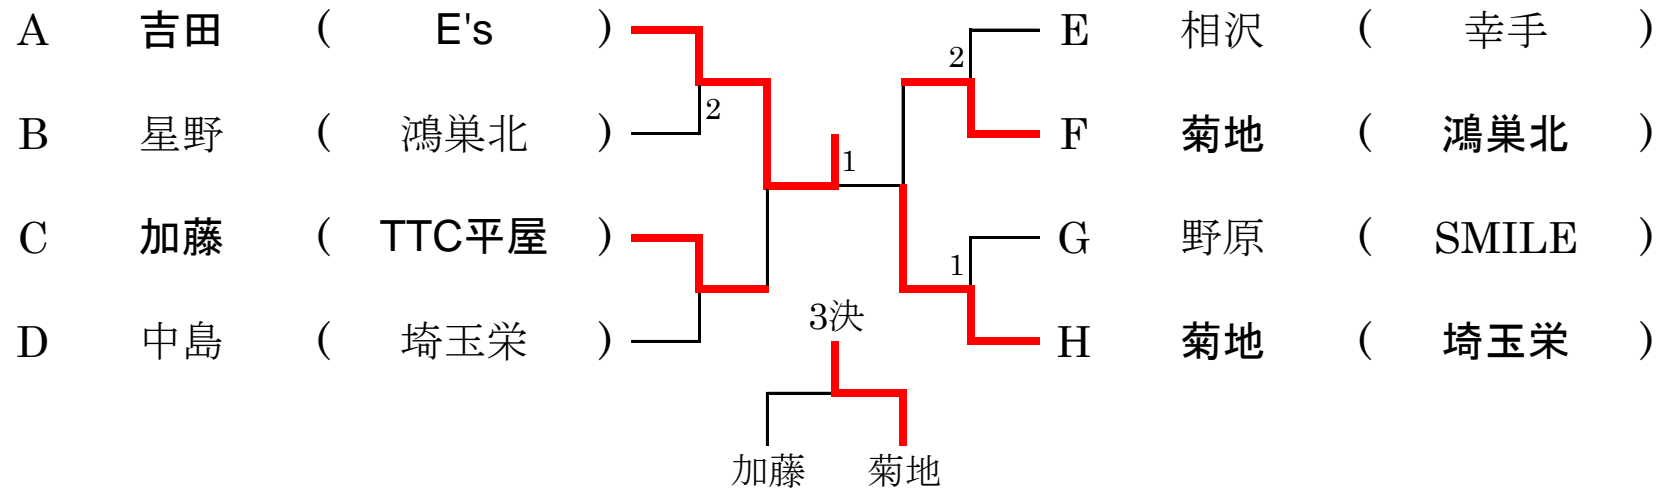 A 吉田 ( E's ) E 相沢 ( 幸手 )
2
2
B 星野 ( 鴻巣北 ) F 菊地 ( 鴻巣北 )
1
C 加藤 ( TTC平屋 ) G 野原 ( SMILE )
1
3決
D 中島 ( 埼玉栄 ) H 菊地 ( 埼玉栄 )
加藤 菊地